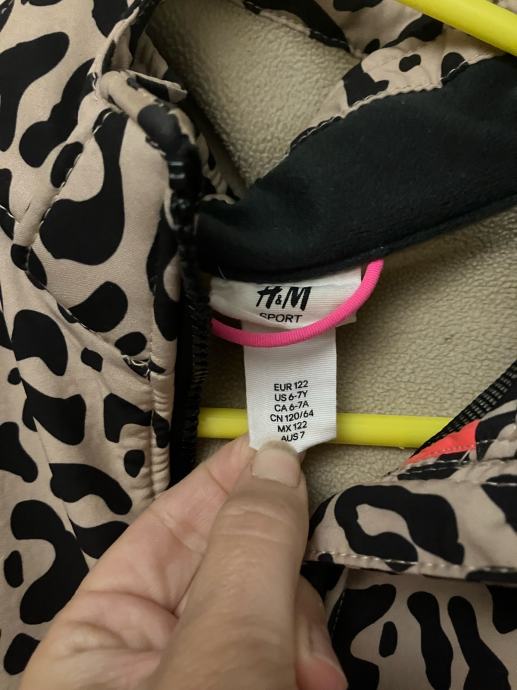 H&M
SPORT
EUR 122
US 6-7Y
CA 6-7A
CN 120/64
MX 122
AUS 7